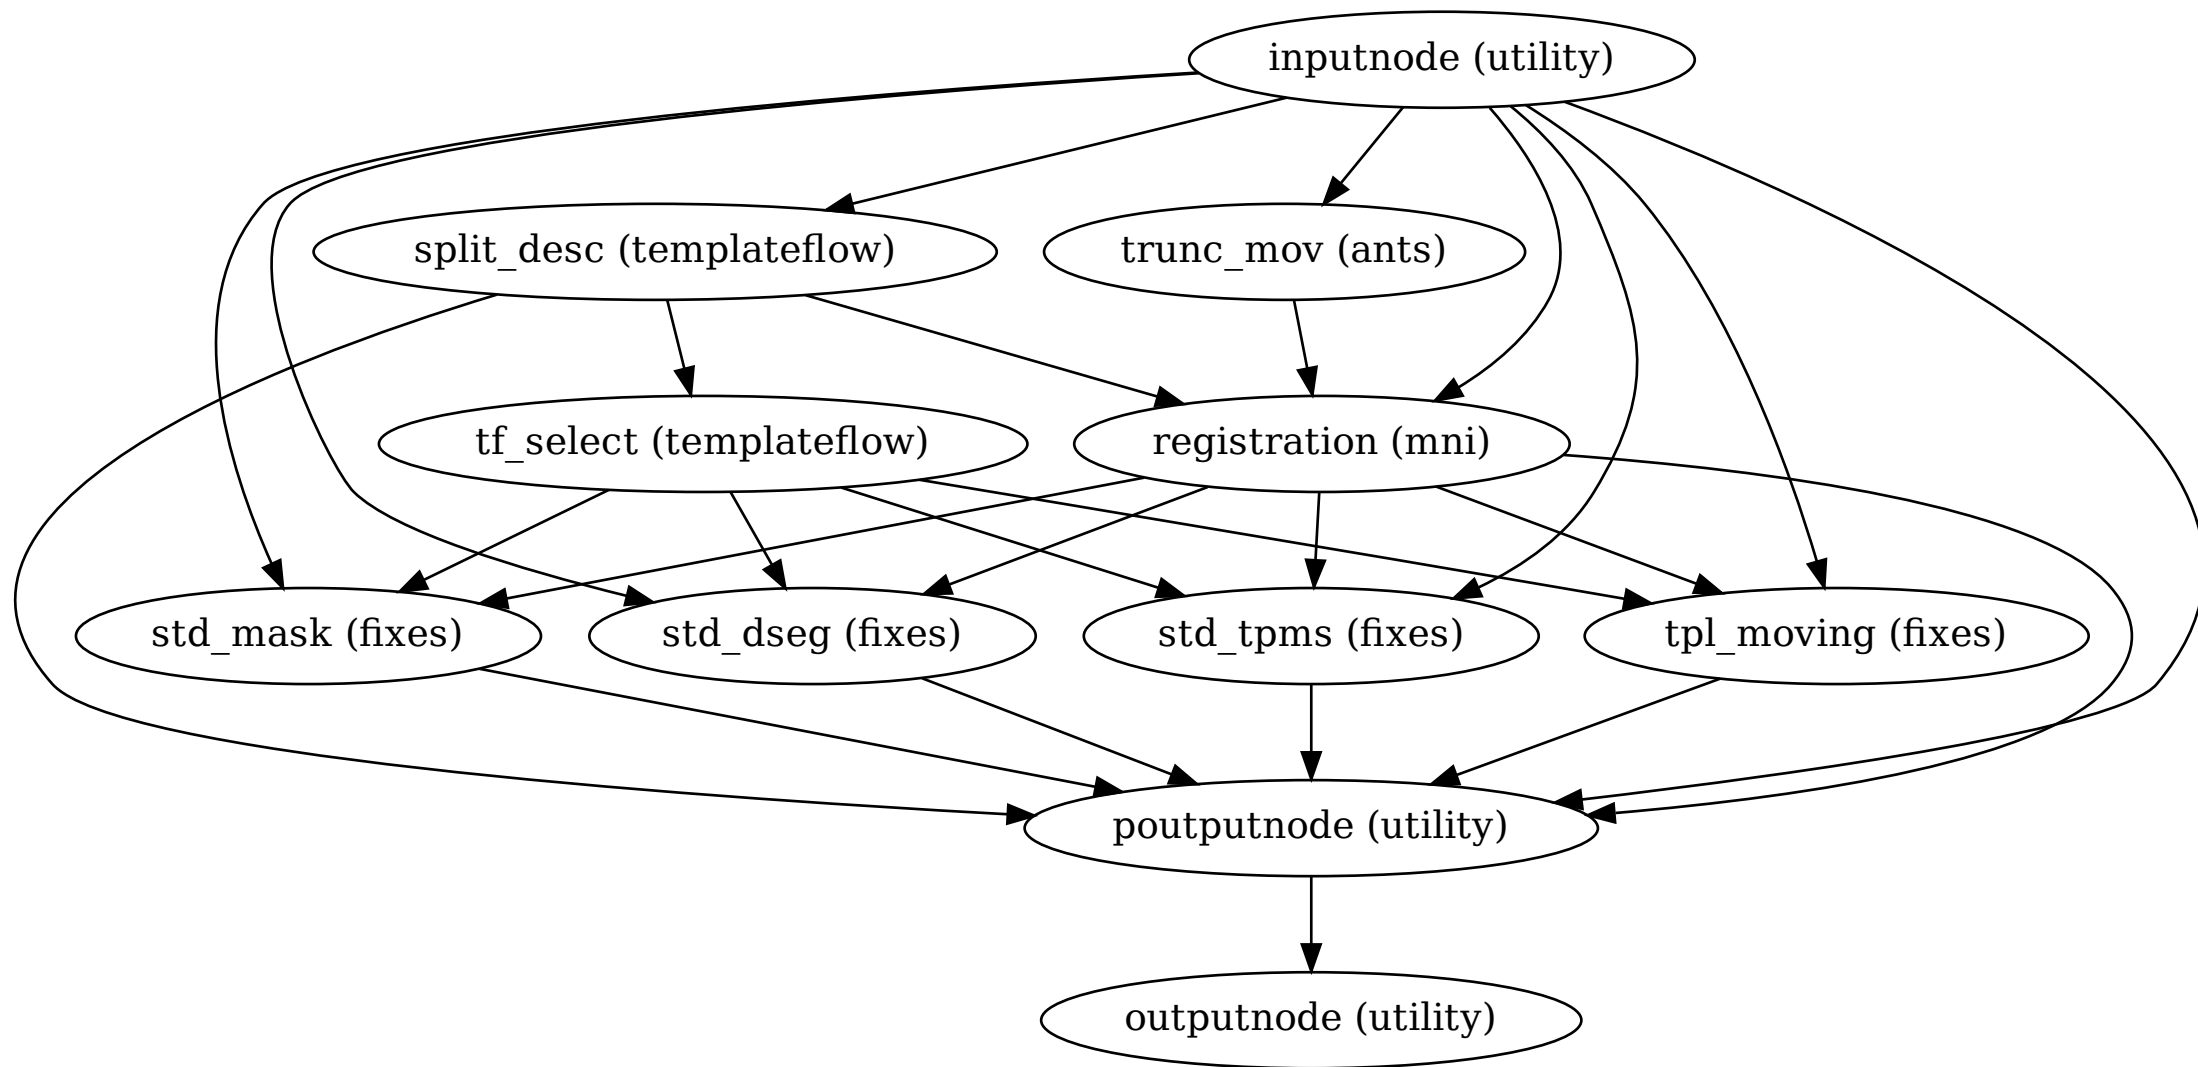 inputnode (utility)
split_desc (templateflow)
trunc_mov (ants)
tf_select (templateflow)
registration (mni)
std_mask (fixes)
std_dseg (fixes)
std_tpms (fixes)
tpl_moving (fixes)
poutputnode (utility)
outputnode (utility)